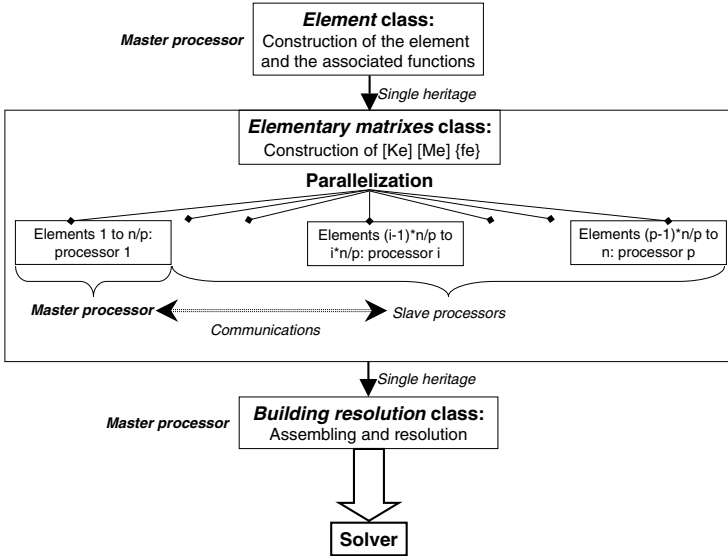 Element class:
Master processor
Construction of the element
and the associated functions
Single heritage
Elementary matrixes class:
Construction of [Ke] [Me] {fe}
Parallelization
Elements 1 to n/p:
processor 1
Elements (i-1)*n/p to
i*n/p: processor i
Elements (p-1)*n/p to
n: processor p
Master processor
Communications
Slave processors
Single heritage
Master processor
Building resolution class:
Assembling and resolution
Solver